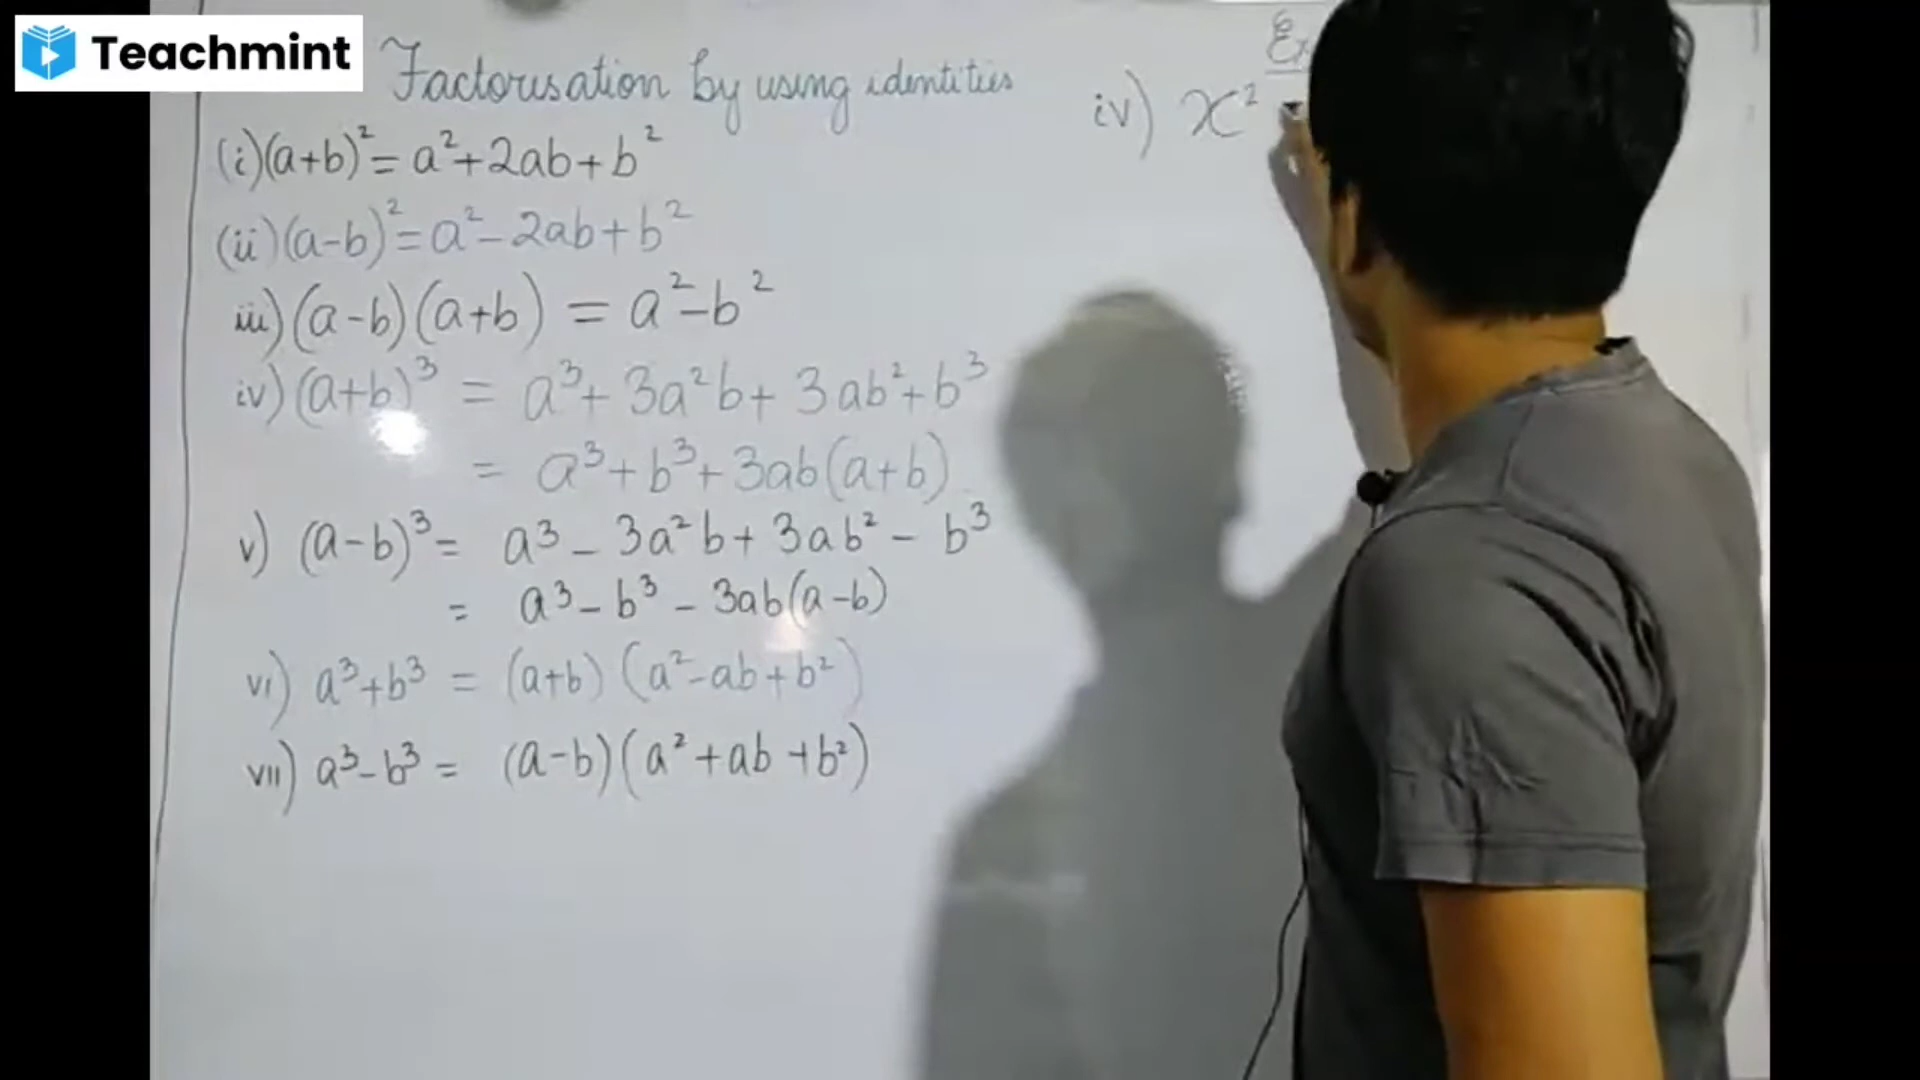 Teachmint
Factorisation by using identities
(i) (a+b)² = a² + 2ab + b²
(ii) (a-b)² = a² - 2ab + b²
iii) (a-b)(a+b) = a² - b²
iv) (a+b)³ = a³ + 3a²b + 3ab² + b³
= a³ + b³ + 3ab(a+b)
v) (a-b)³ = a³ - 3a²b + 3ab² - b³
= a³ - b³ - 3ab(a-b)
vi) a³+b³ = (a+b) (a²-ab+b²)
vii) a³-b³ = (a-b)(a²+ab+b²)
iv) x²